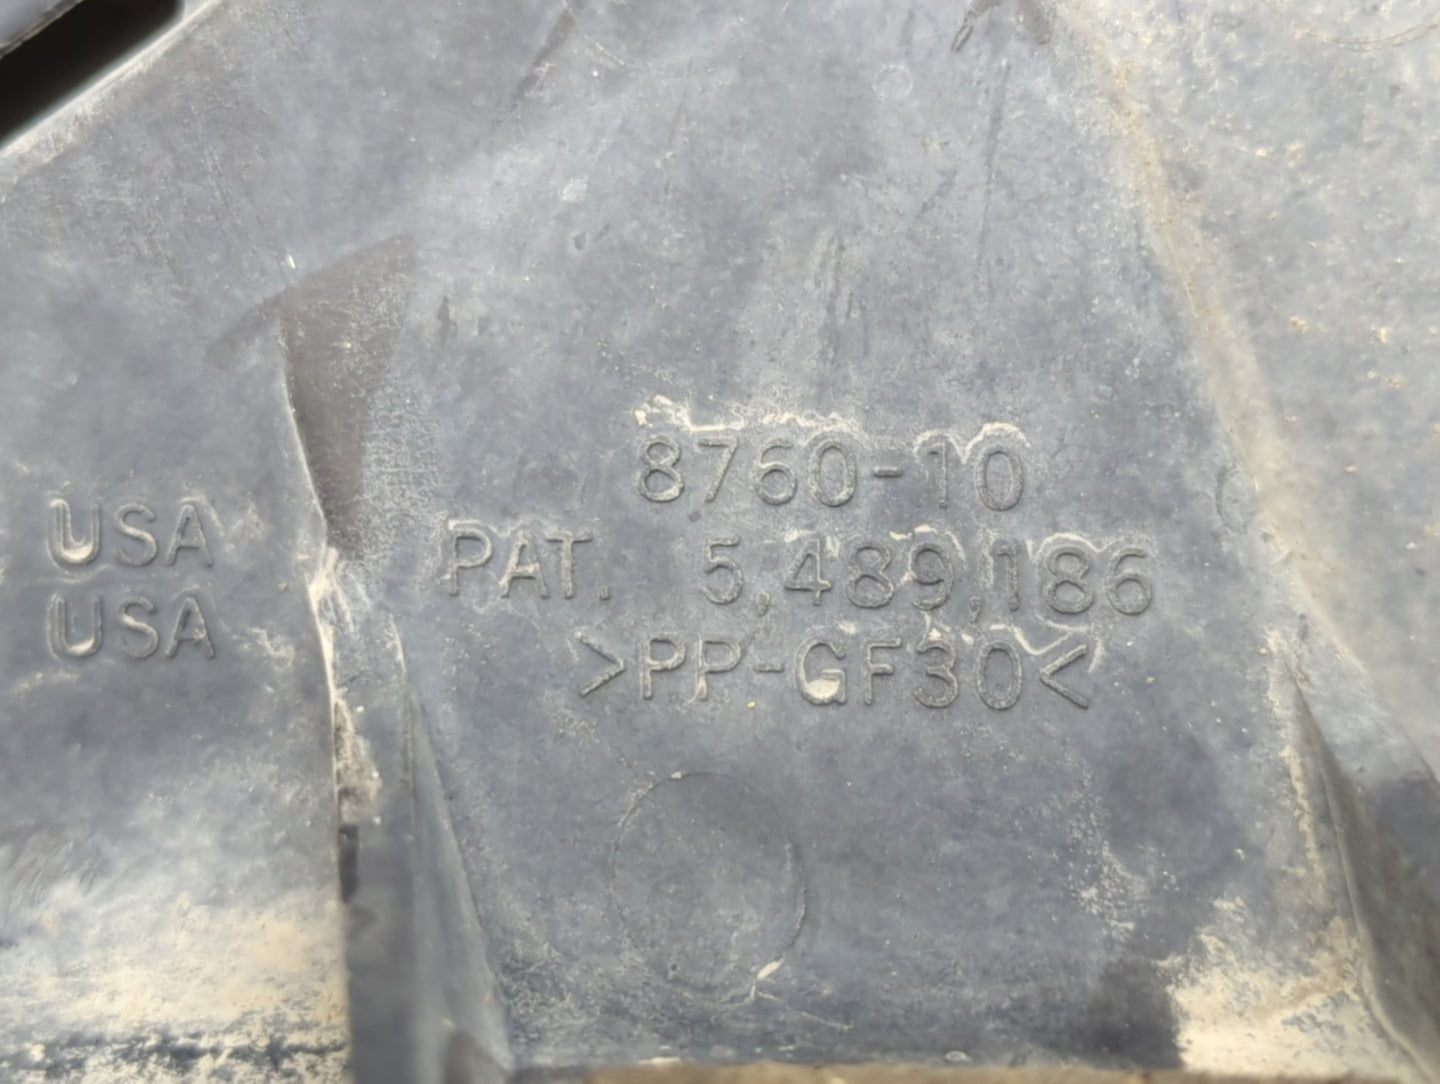 8760-10
PAT. 5,489,186
>PP-GF30<
USA
USA